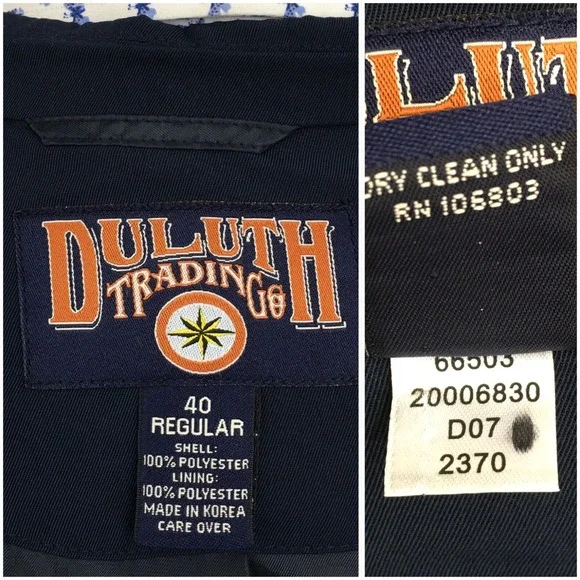 DULUTH
TRADING CO
40
REGULAR
SHELL:
100% POLYESTER
LINING:
100% POLYESTER
MADE IN KOREA
CARE OVER
LUT
DRY CLEAN ONLY
RN 106803
66503
20006830
D07
2370